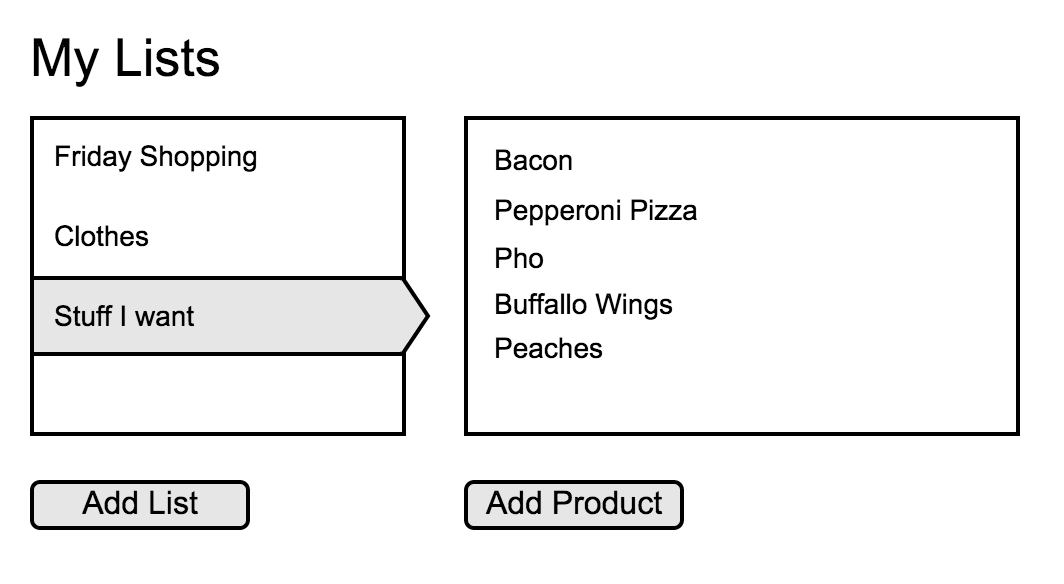 My Lists
Friday Shopping
Clothes
Stuff I want
Bacon
Pepperoni Pizza
Pho
Buffallo Wings
Peaches
Add List
Add Product